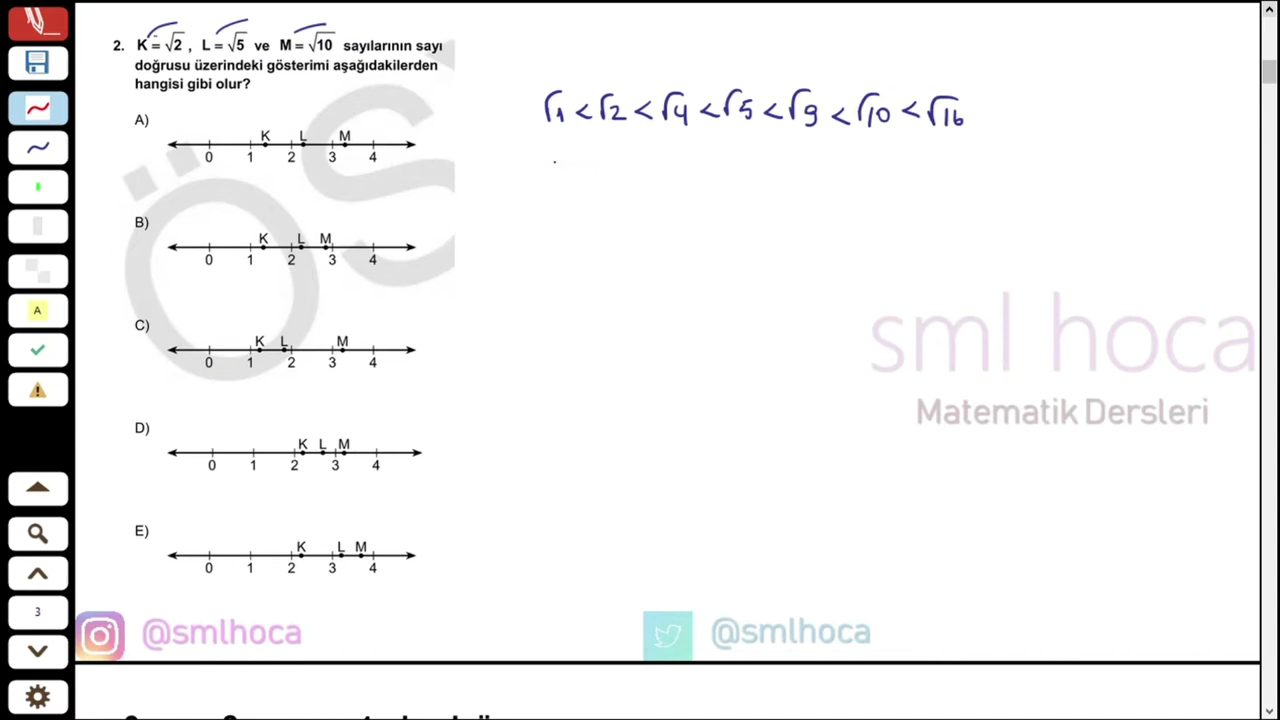 2. K = √2 , L = √5 ve M = √10 sayılarının sayı
doğrusu üzerindeki gösterimi aşağıdakilerden
hangisi gibi olur?
√1 < √2 < √4 < √5 < √9 < √10 < √16
A)
K L M
0 1 2 3 4
B)
K L M
0 1 2 3 4
C)
K L M
0 1 2 3 4
D)
K L M
0 1 2 3 4
E)
K L M
0 1 2 3 4
ÖS
sml hoca
Matematik Dersleri
@smlhoca
@smlhoca
A
3